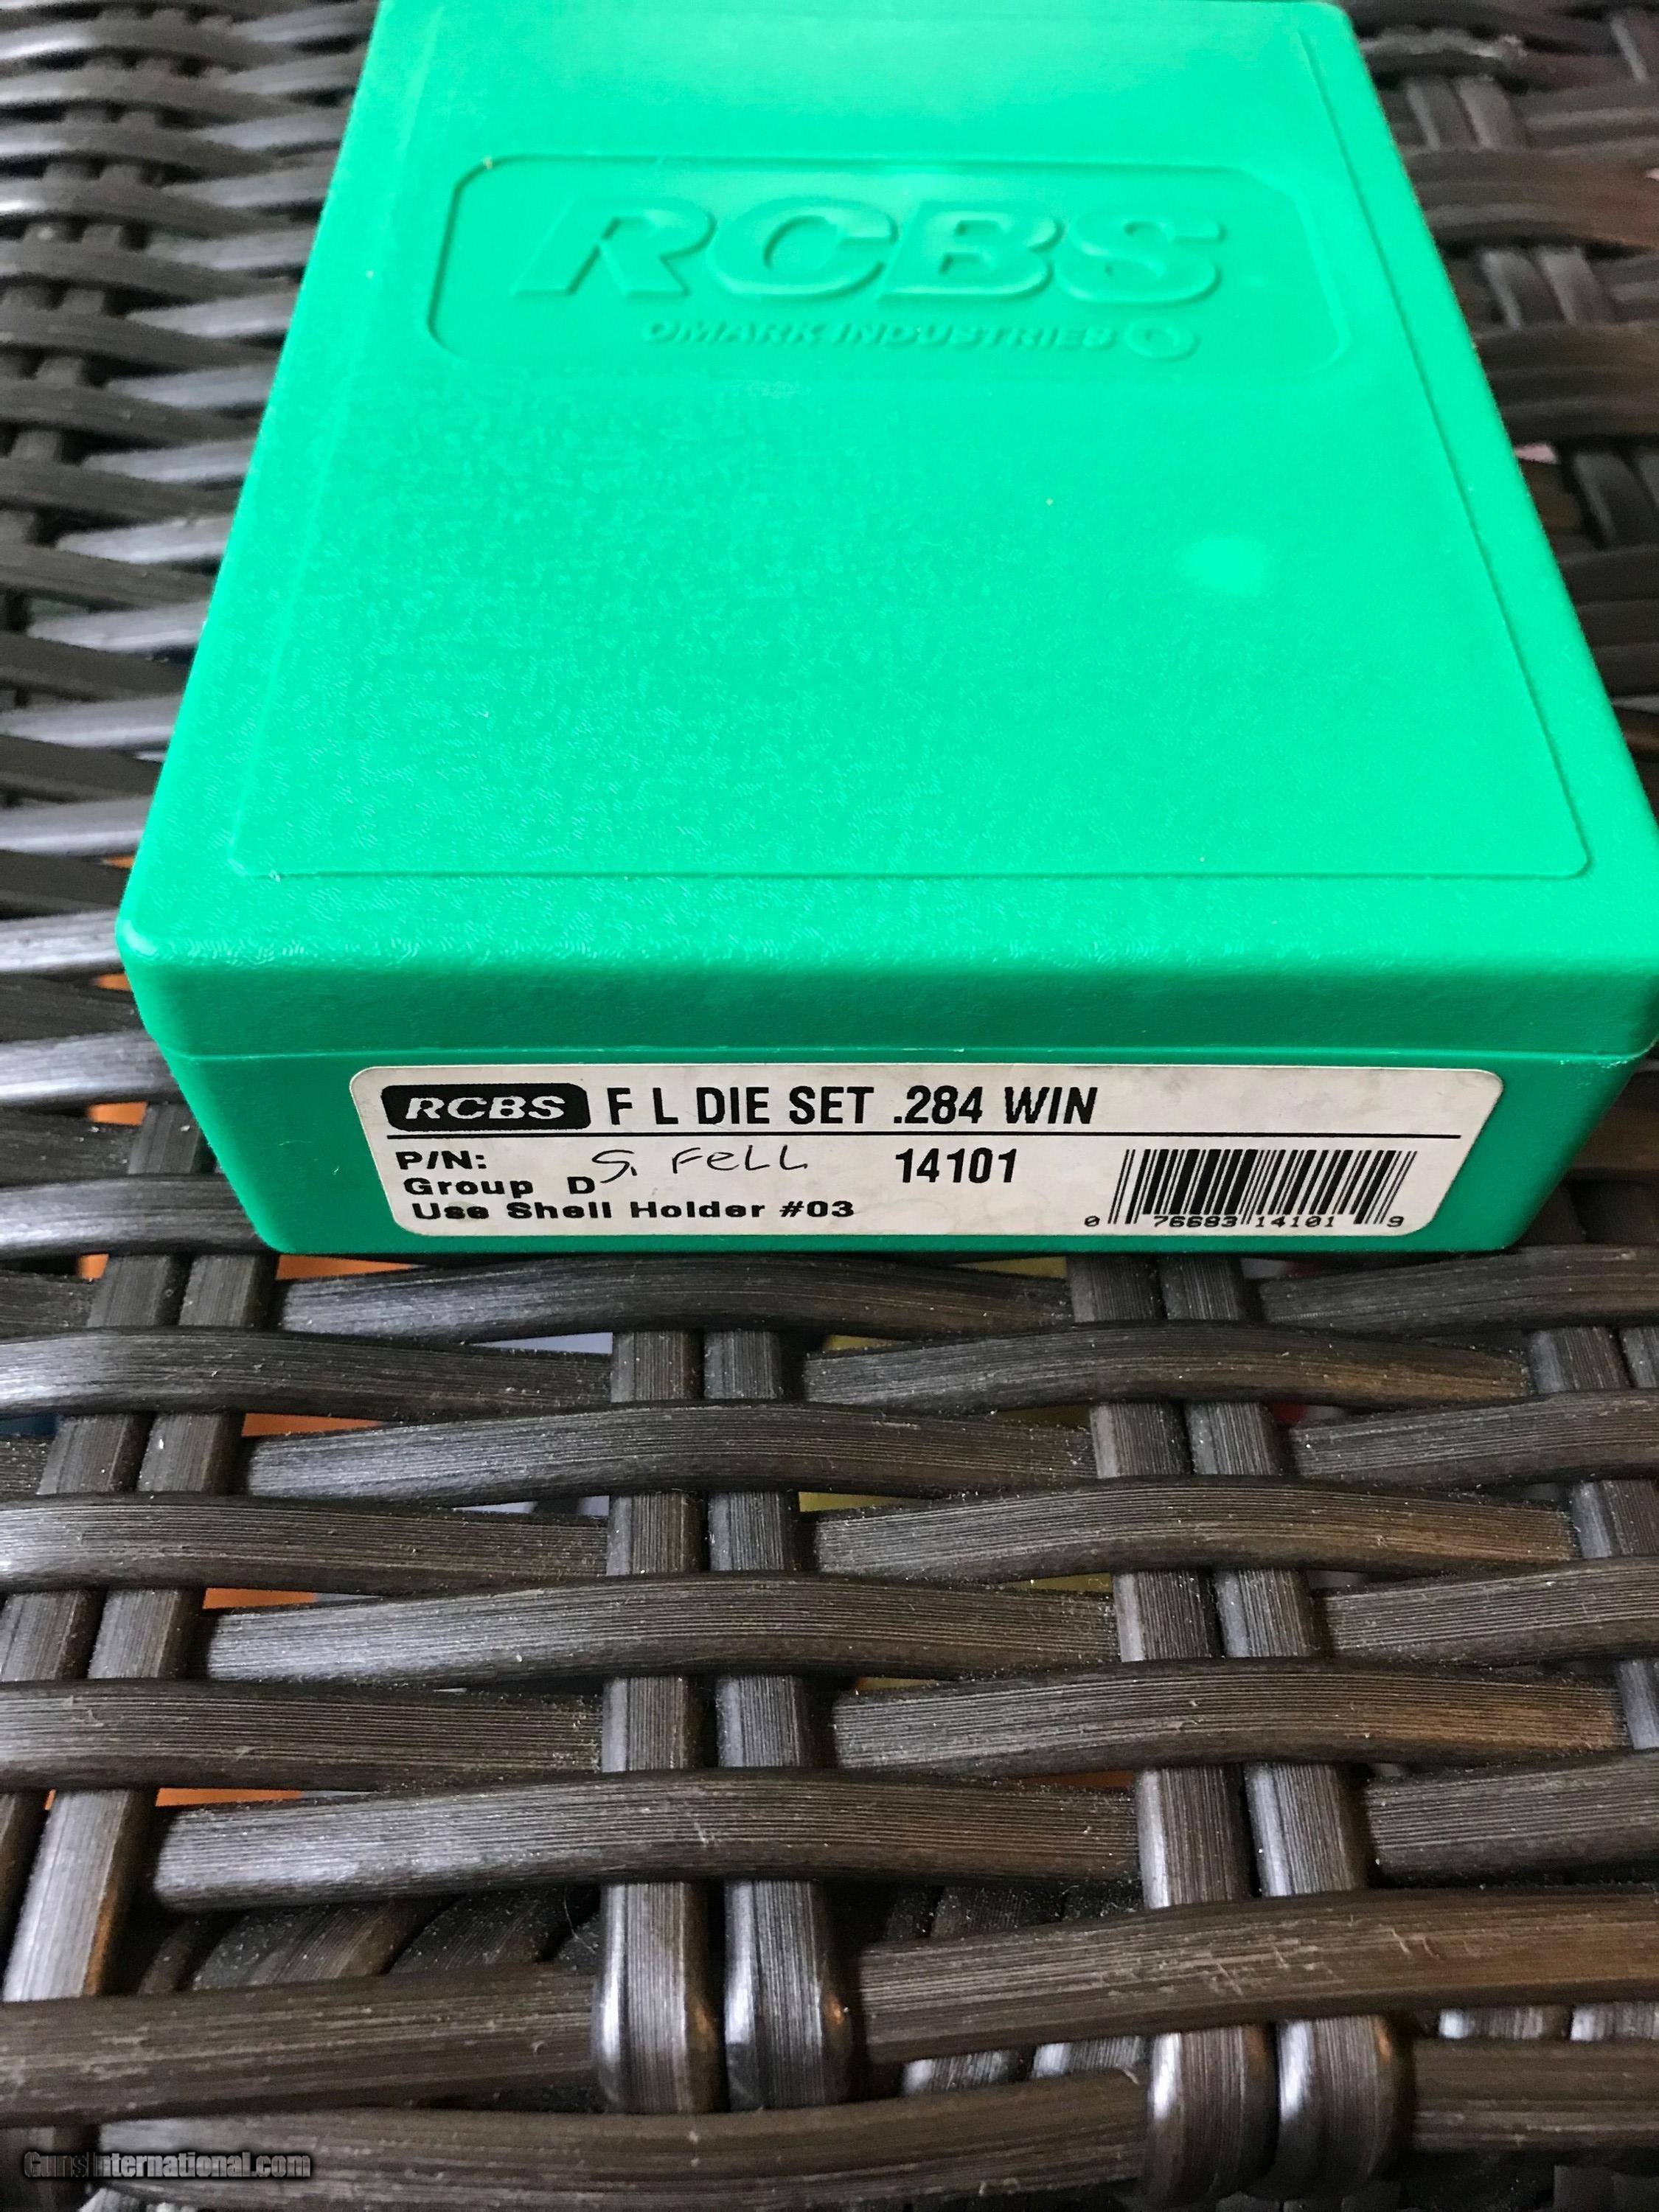 RCBS
OMARK INDUSTRIES
RCBS F L DIE SET .284 WIN
P/N: S. FELL 14101
Group D
Use Shell Holder #03
0 76683 14101 9
GunsInternational.com